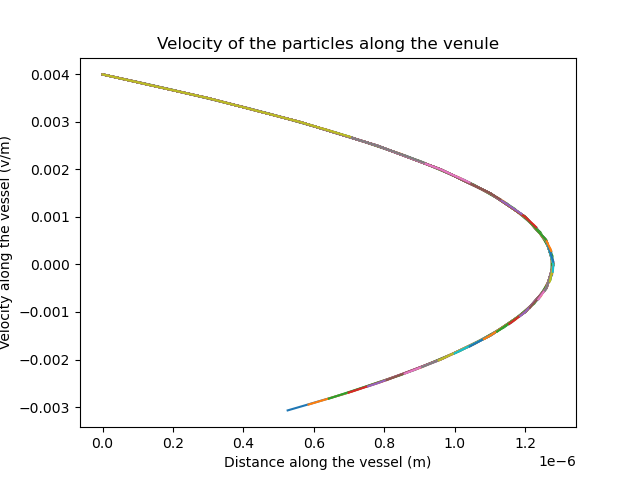 Velocity of the particles along the venule
Velocity along the vessel (v/m)
0.004
0.003
0.002
0.001
0.000
−0.001
−0.002
−0.003
0.0 0.2 0.4 0.6 0.8 1.0 1.2
1e−6
Distance along the vessel (m)